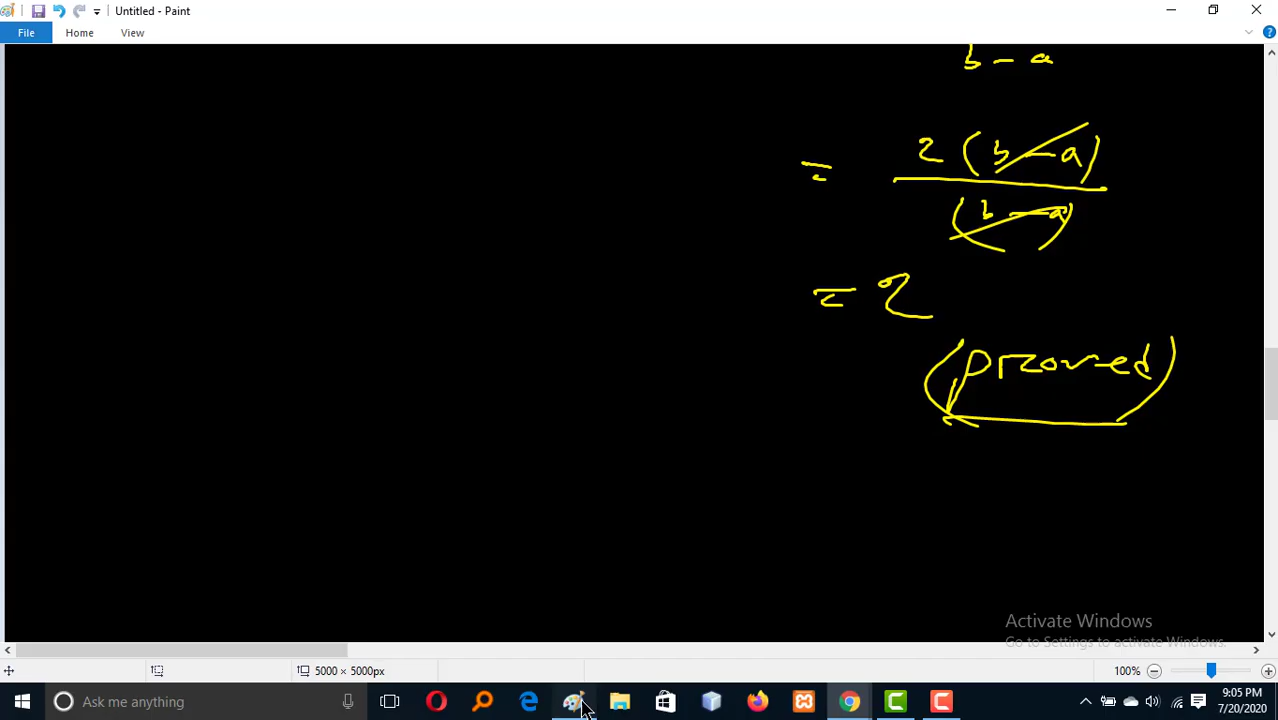 Untitled - Paint
File Home View
b - a
= 2 (b - a)
(b - a)
= 2
(proved)
Activate Windows
Go to Settings to activate Windows.
5000 × 5000px
100%
Ask me anything
9:05 PM
7/20/2020